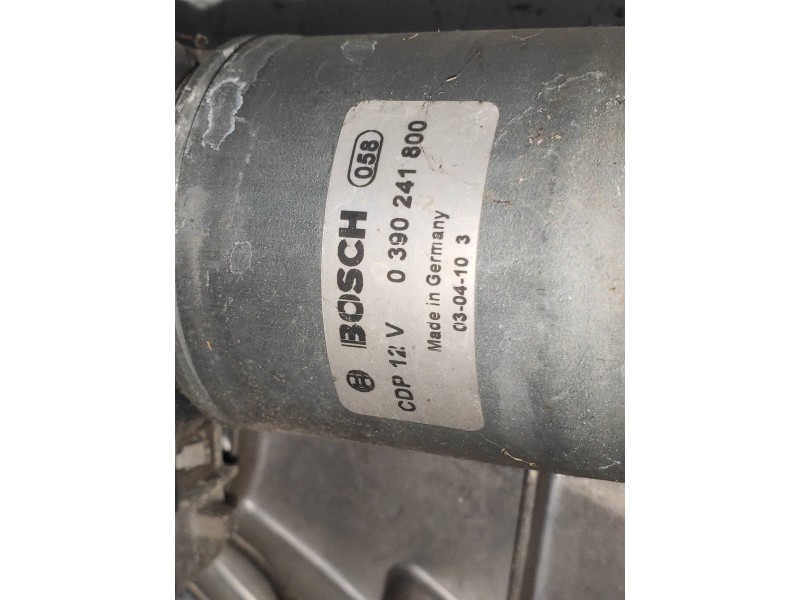 BOSCH 058
CDP 12 V 0 390 241 800
Made in Germany
03-04-10 3